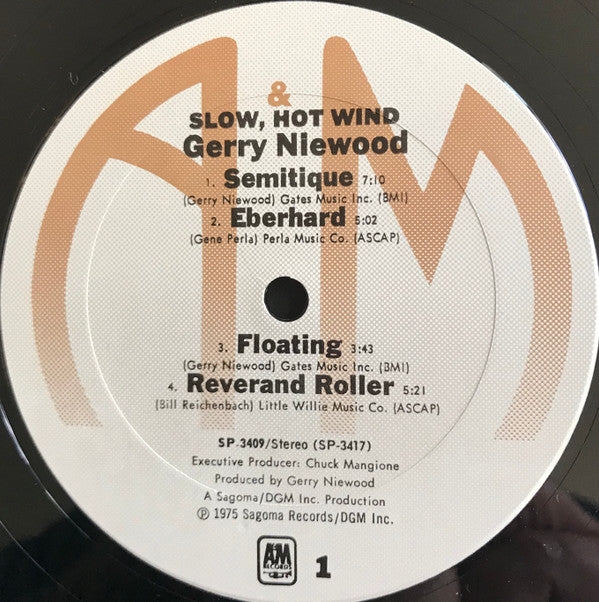 A & M
SLOW, HOT WIND
Gerry Niewood
1. Semitique 7:10
(Gerry Niewood) Gates Music Inc. (BMI)
2. Eberhard 5:02
(Gene Perla) Perla Music Co. (ASCAP)
3. Floating 3:43
(Gerry Niewood) Gates Music Inc. (BMI)
4. Reverand Roller 5:21
(Bill Reichenbach) Little Willie Music Co. (ASCAP)
SP 3409/Stereo (SP-3417)
Executive Producer: Chuck Mangione
Produced by Gerry Niewood
A Sagoma/DGM Inc. Production
℗ 1975 Sagoma Records/DGM Inc.
A&M
RECORDS
1